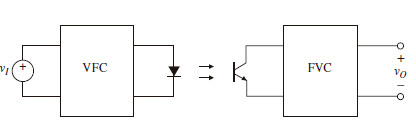 v_I + VFC FVC + v_O −